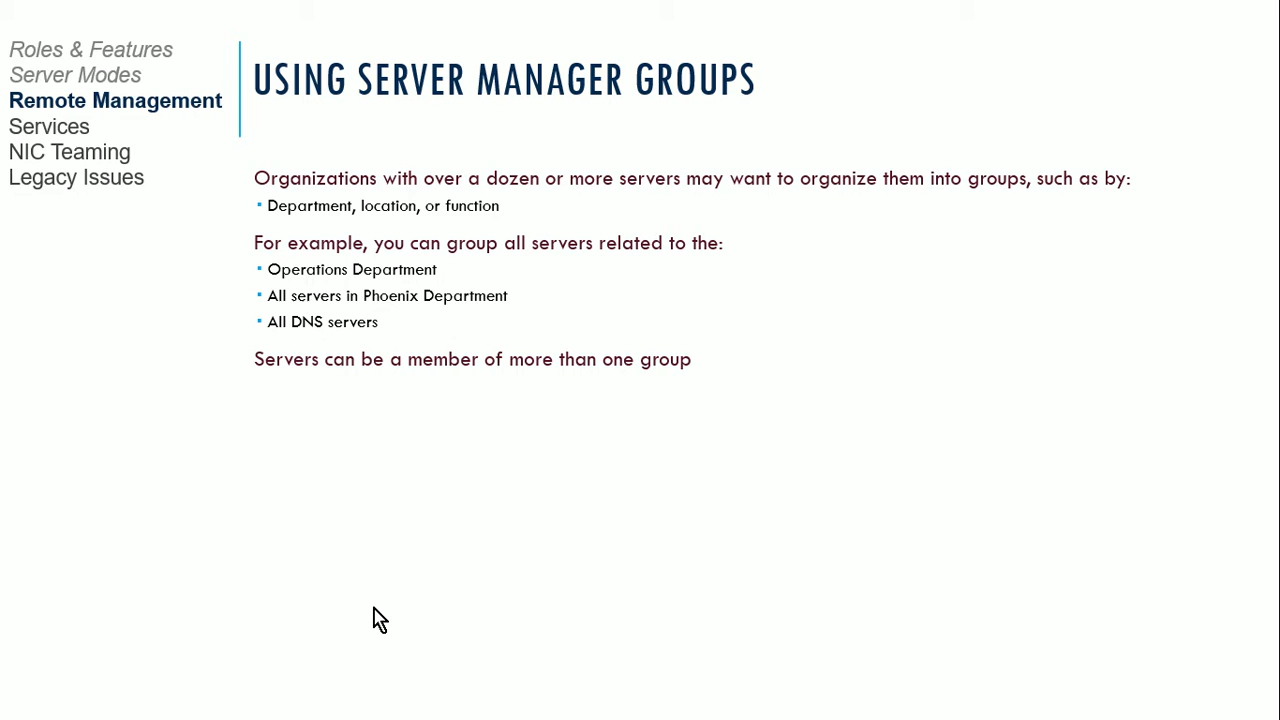 Roles & Features
Server Modes
Remote Management
Services
NIC Teaming
Legacy Issues
USING SERVER MANAGER GROUPS
Organizations with over a dozen or more servers may want to organize them into groups, such as by:
▪ Department, location, or function
For example, you can group all servers related to the:
▪ Operations Department
▪ All servers in Phoenix Department
▪ All DNS servers
Servers can be a member of more than one group